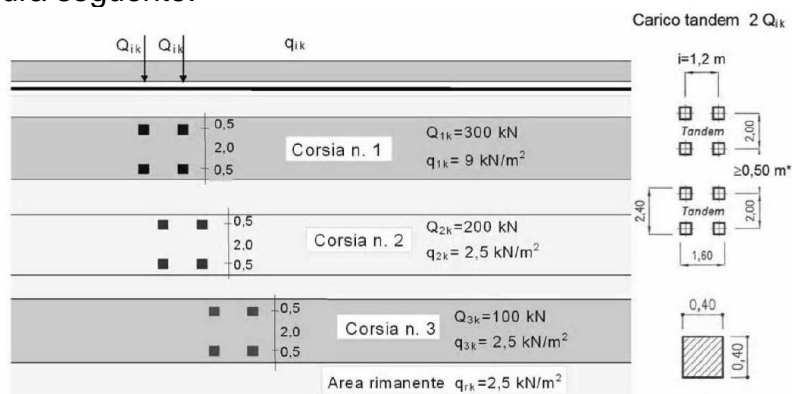 ura seguente:
Carico tandem 2 Qik
Qik Qik qik
i=1,2 m
0,5
2,0
0,5
Corsia n. 1
Q1k=300 kN
q1k= 9 kN/m²
Tandem
2,00
≥0,50 m*
0,5
2,0
0,5
Corsia n. 2
Q2k=200 kN
q2k= 2,5 kN/m²
2,40
Tandem
2,00
1,60
0,5
2,0
0,5
Corsia n. 3
Q3k=100 kN
q3k= 2,5 kN/m²
0,40
0,40
Area rimanente qrk=2,5 kN/m²